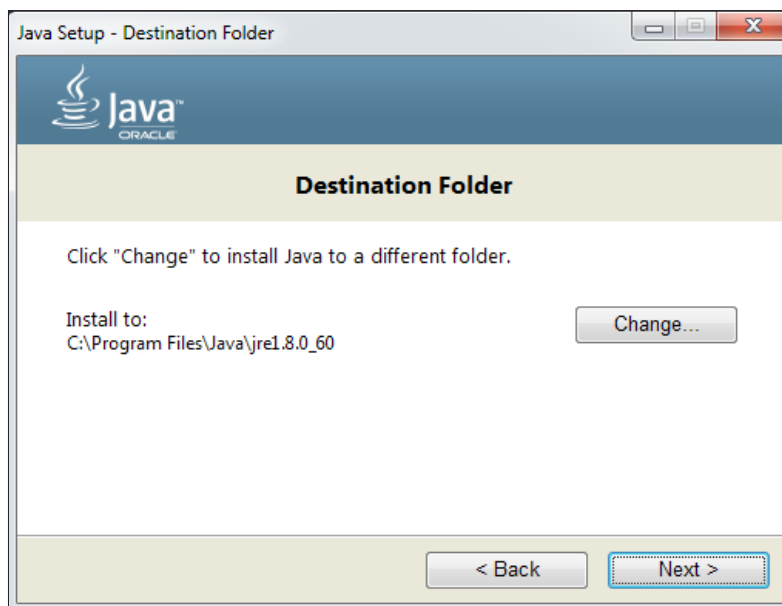 Java Setup - Destination Folder
Java™
ORACLE
Destination Folder
Click "Change" to install Java to a different folder.
Install to:
Change...
C:\Program Files\Java\jre1.8.0_60
< Back
Next >